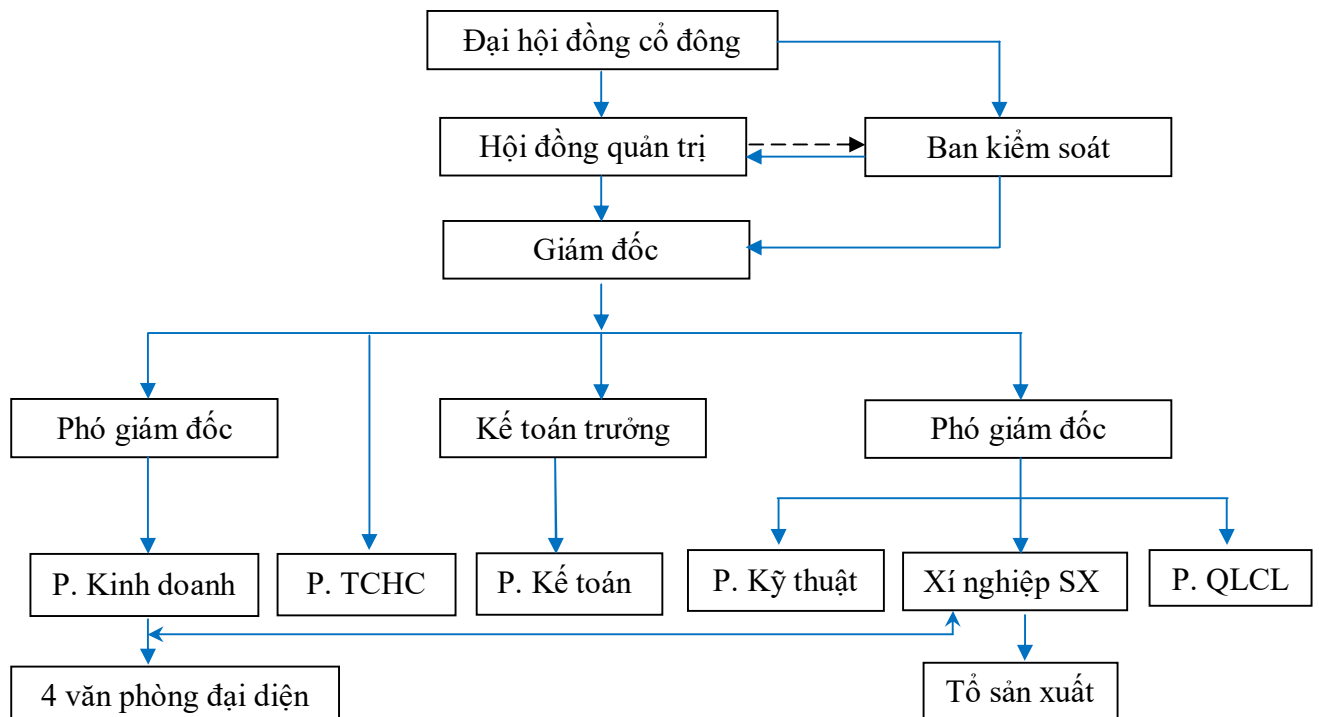 Đại hội đồng cổ đông
Hội đồng quản trị
Ban kiểm soát
Giám đốc
Phó giám đốc
Kế toán trưởng
Phó giám đốc
P. Kinh doanh
P. TCHC
P. Kế toán
P. Kỹ thuật
Xí nghiệp SX
P. QLCL
4 văn phòng đại diện
Tổ sản xuất